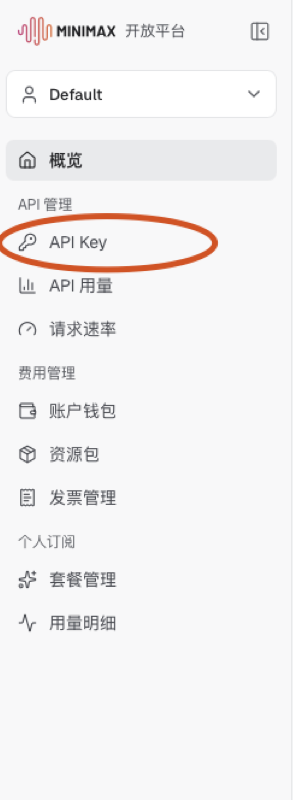 MINIMAX 开放平台
Default
概览
API 管理
API Key
API 用量
请求速率
费用管理
账户钱包
资源包
发票管理
个人订阅
套餐管理
用量明细